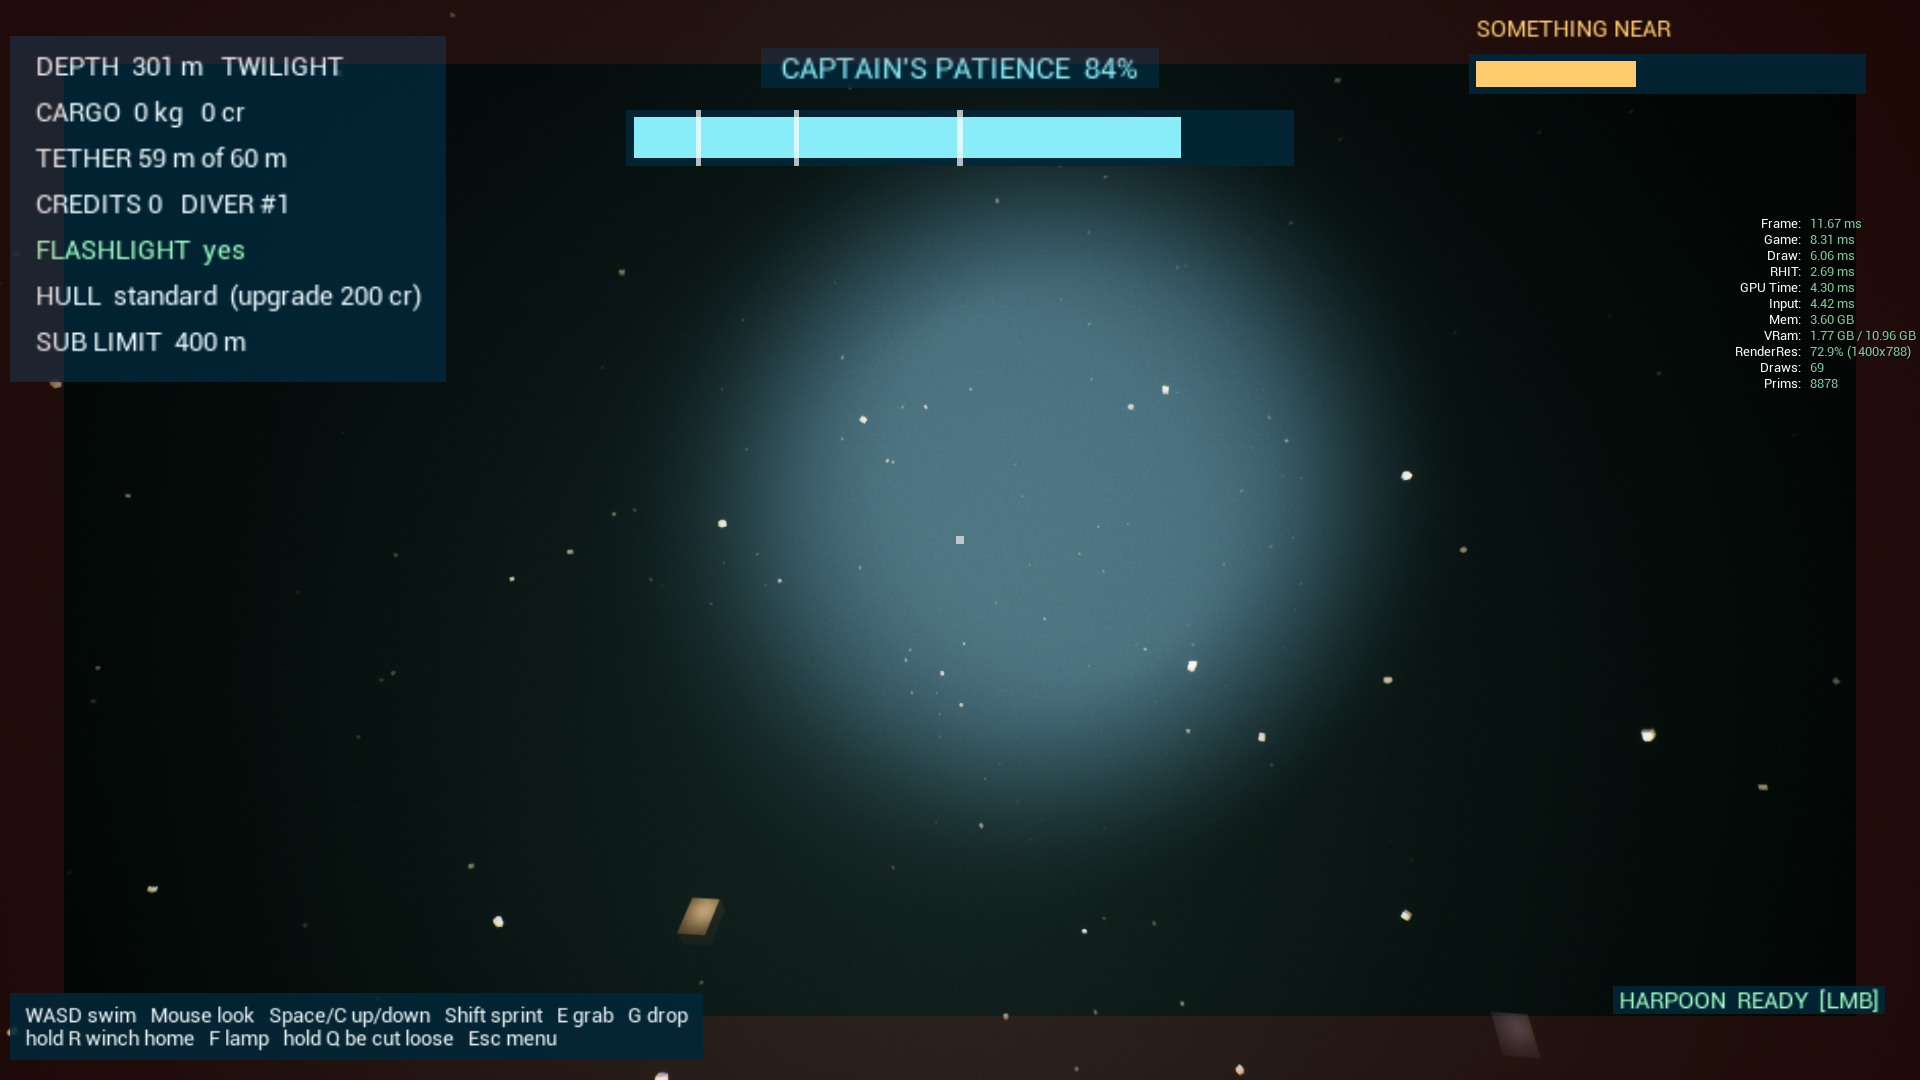 SOMETHING NEAR
DEPTH 301 m TWILIGHT
CAPTAIN'S PATIENCE 84%
CARGO 0 kg 0 cr
TETHER 59 m of 60 m
CREDITS 0 DIVER #1
FLASHLIGHT yes
HULL standard (upgrade 200 cr)
SUB LIMIT 400 m
Frame: 11.67 ms
Game: 8.31 ms
Draw: 6.06 ms
RHIT: 2.69 ms
GPU Time: 4.30 ms
Input: 4.42 ms
Mem: 3.60 GB
VRam: 1.77 GB / 10.96 GB
RenderRes: 72.9% (1400x788)
Draws: 69
Prims: 8878
HARPOON READY [LMB]
WASD swim Mouse look Space/C up/down Shift sprint E grab G drop
hold R winch home F lamp hold Q be cut loose Esc menu